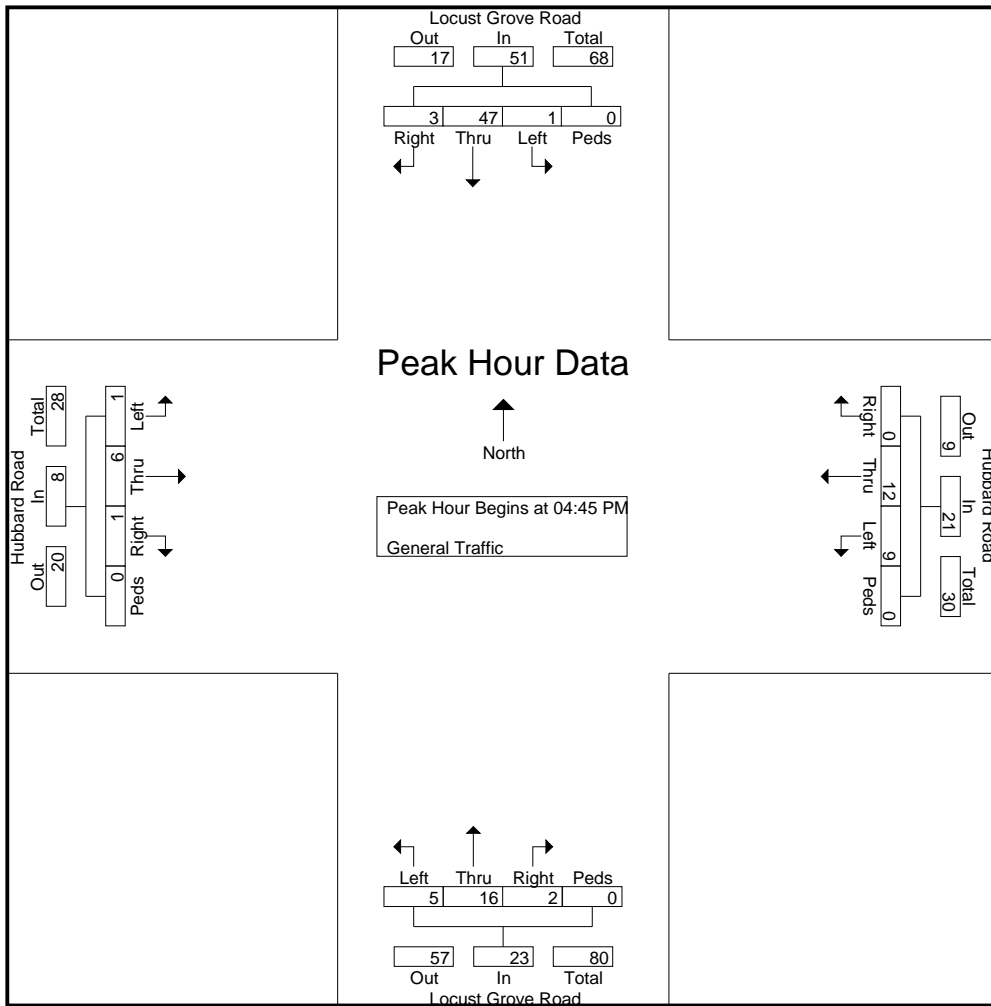 Locust Grove Road
Out In Total
17 51 68
3 47 1 0
Right Thru Left Peds
Peak Hour Data
North
Peak Hour Begins at 04:45 PM
General Traffic
Hubbard Road
Total In Out
28 8 20
1 6 1 0
Left Thru Right Peds
Right Thru Left Peds
0 12 9 0
Out In Total
9 21 30
Hubbard Road
Left Thru Right Peds
5 16 2 0
57 23 80
Out In Total
Locust Grove Road